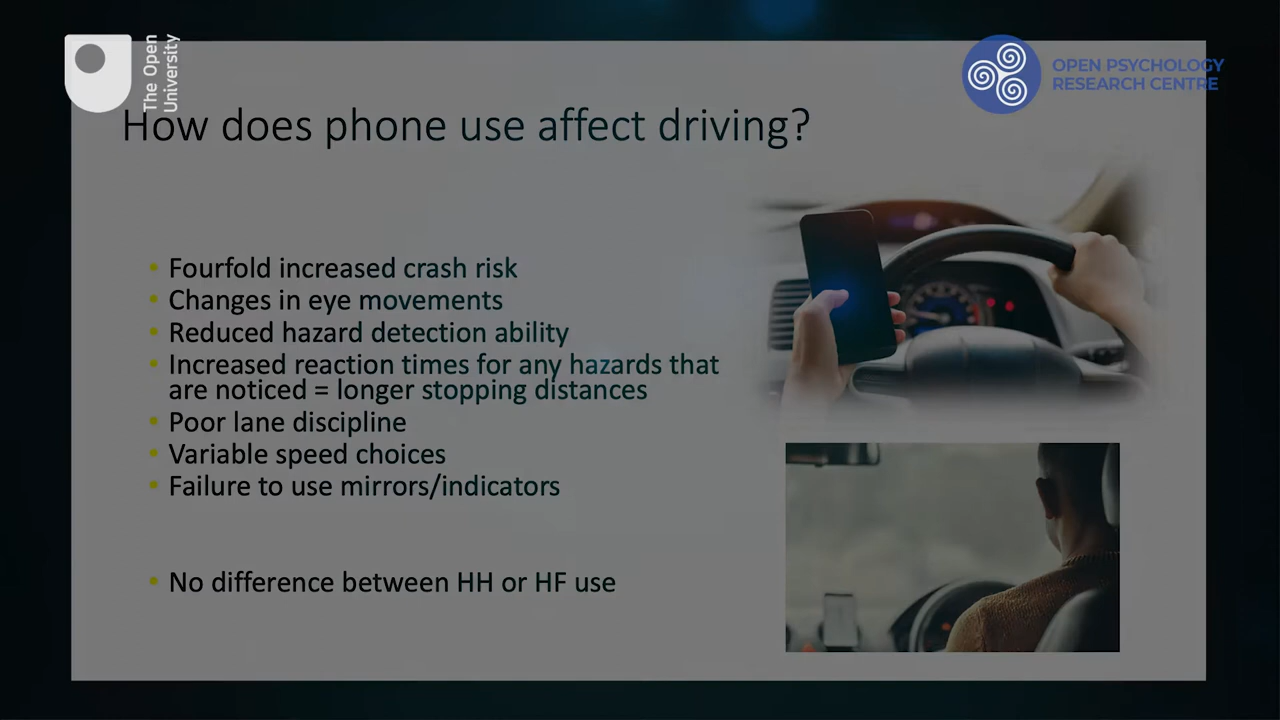 The Open
University
OPEN PSYCHOLOGY
RESEARCH CENTRE
How does phone use affect driving?
• Fourfold increased crash risk
• Changes in eye movements
• Reduced hazard detection ability
• Increased reaction times for any hazards that
are noticed = longer stopping distances
• Poor lane discipline
• Variable speed choices
• Failure to use mirrors/indicators
• No difference between HH or HF use